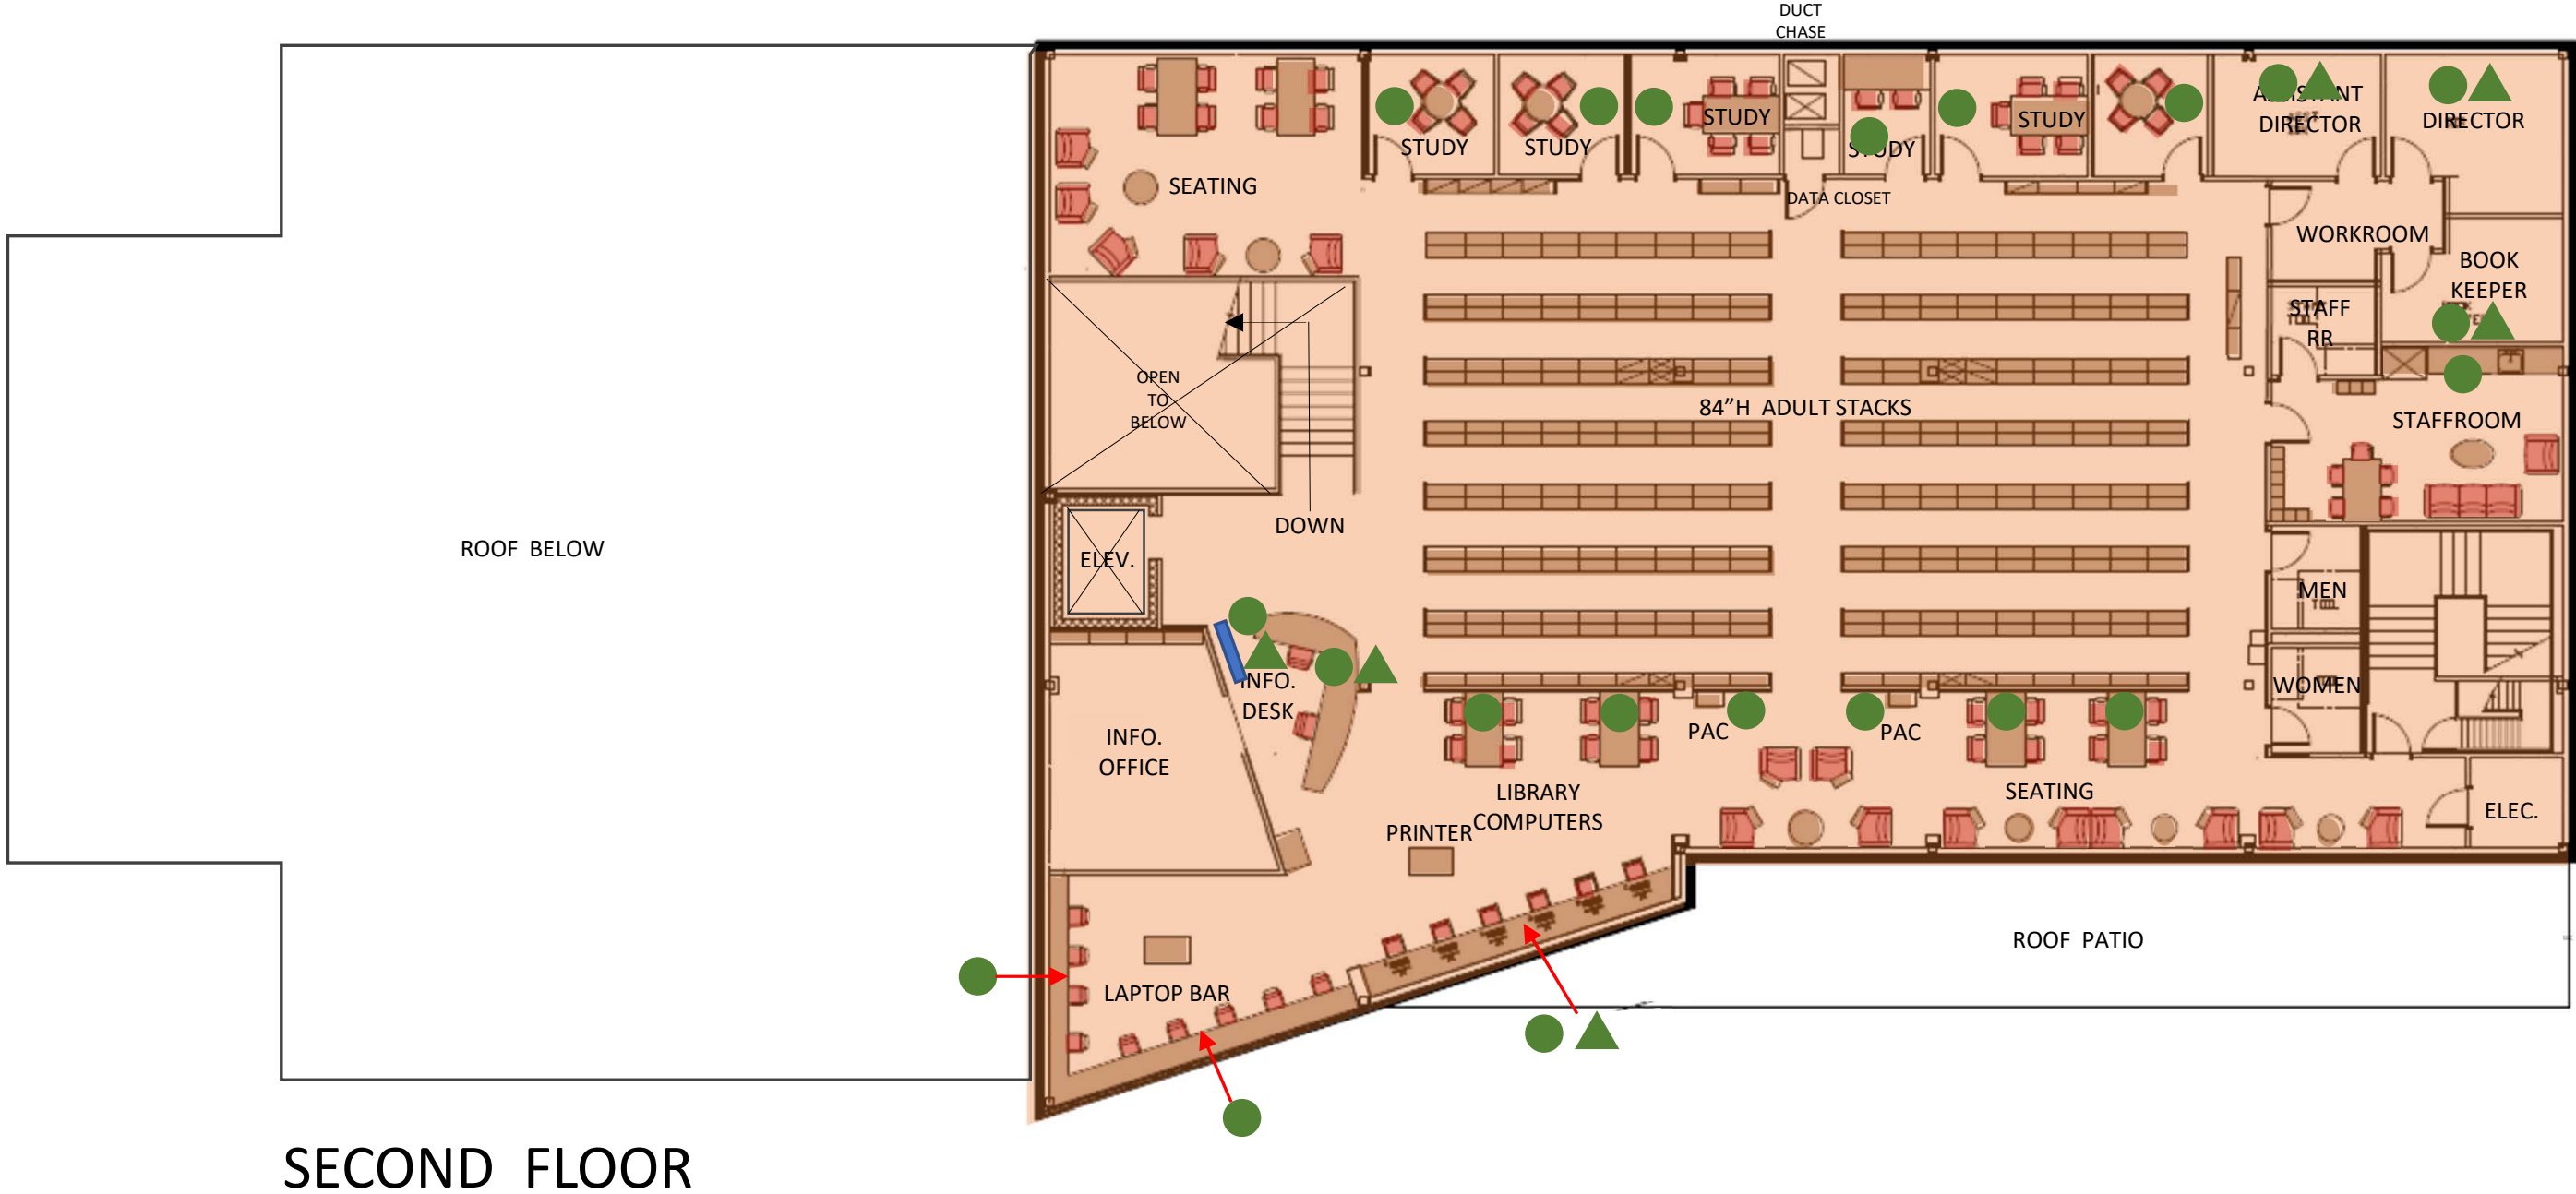 DUCT
CHASE
STUDY
STUDY
STUDY
STUDY
STUDY
ASSISTANT
DIRECTOR
DIRECTOR
SEATING
DATA CLOSET
WORKROOM
BOOK
KEEPER
STAFF
RR
OPEN
TO
BELOW
84”H ADULT STACKS
STAFFROOM
DOWN
ROOF BELOW
ELEV.
MEN
INFO.
DESK
WOMEN
PAC
PAC
INFO.
OFFICE
LIBRARY
COMPUTERS
SEATING
ELEC.
PRINTER
ROOF PATIO
LAPTOP BAR
SECOND FLOOR